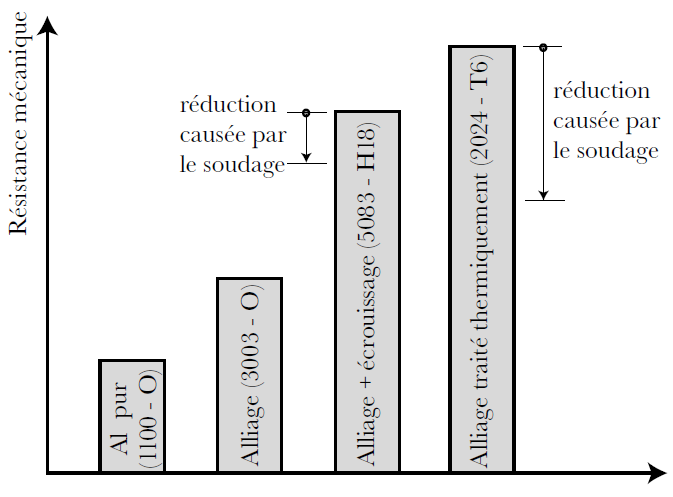 Résistance mécanique
réduction
causée par
le soudage
réduction
causée par
le soudage
Al pur
(1100 - O)
Alliage (3003 - O)
Alliage + écrouissage (5083 - H18)
Alliage traité thermiquement (2024 - T6)